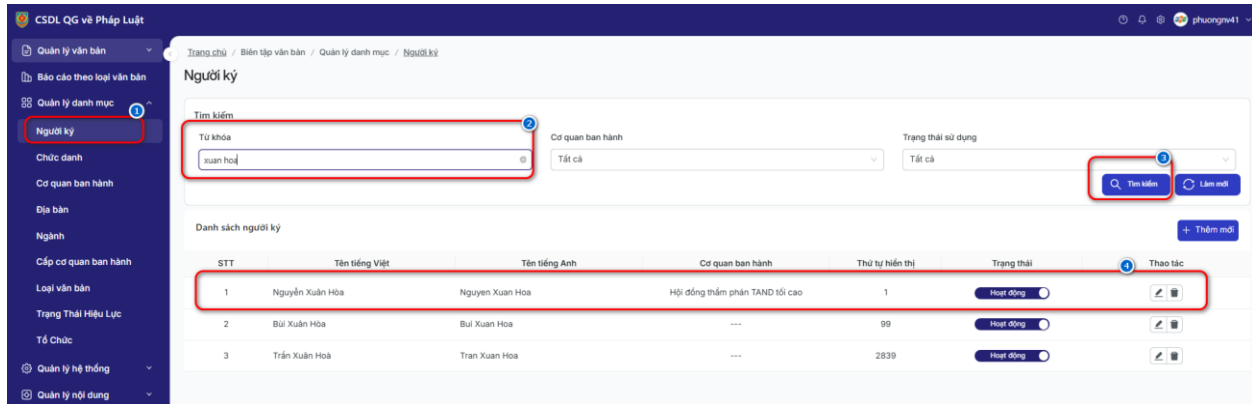 CSDL QG về Pháp Luật
phuongnv41
Quản lý văn bản
Báo cáo theo loại văn bản
Quản lý danh mục
1
Người ký
Chức danh
Cơ quan ban hành
Địa bàn
Ngành
Cấp cơ quan ban hành
Loại văn bản
Trạng Thái Hiệu Lực
Tổ Chức
Quản lý hệ thống
Quản lý nội dung
Trang chủ / Biên tập văn bản / Quản lý danh mục / Người ký
Người ký
Tìm kiếm
2
Từ khóa
Cơ quan ban hành
Trạng thái sử dụng
xuan hoa
Tất cả
Tất cả
3
Tìm kiếm
Làm mới
Danh sách người ký
+ Thêm mới
STT Tên tiếng Việt Tên tiếng Anh Cơ quan ban hành Thứ tự hiển thị Trạng thái 4 Thao tác
1 Nguyễn Xuân Hòa Nguyen Xuan Hoa Hội đồng thẩm phán TAND tối cao 1 Hoạt động
2 Bùi Xuân Hòa Bui Xuan Hoa --- 99 Hoạt động
3 Trần Xuân Hoà Tran Xuan Hoa --- 2839 Hoạt động